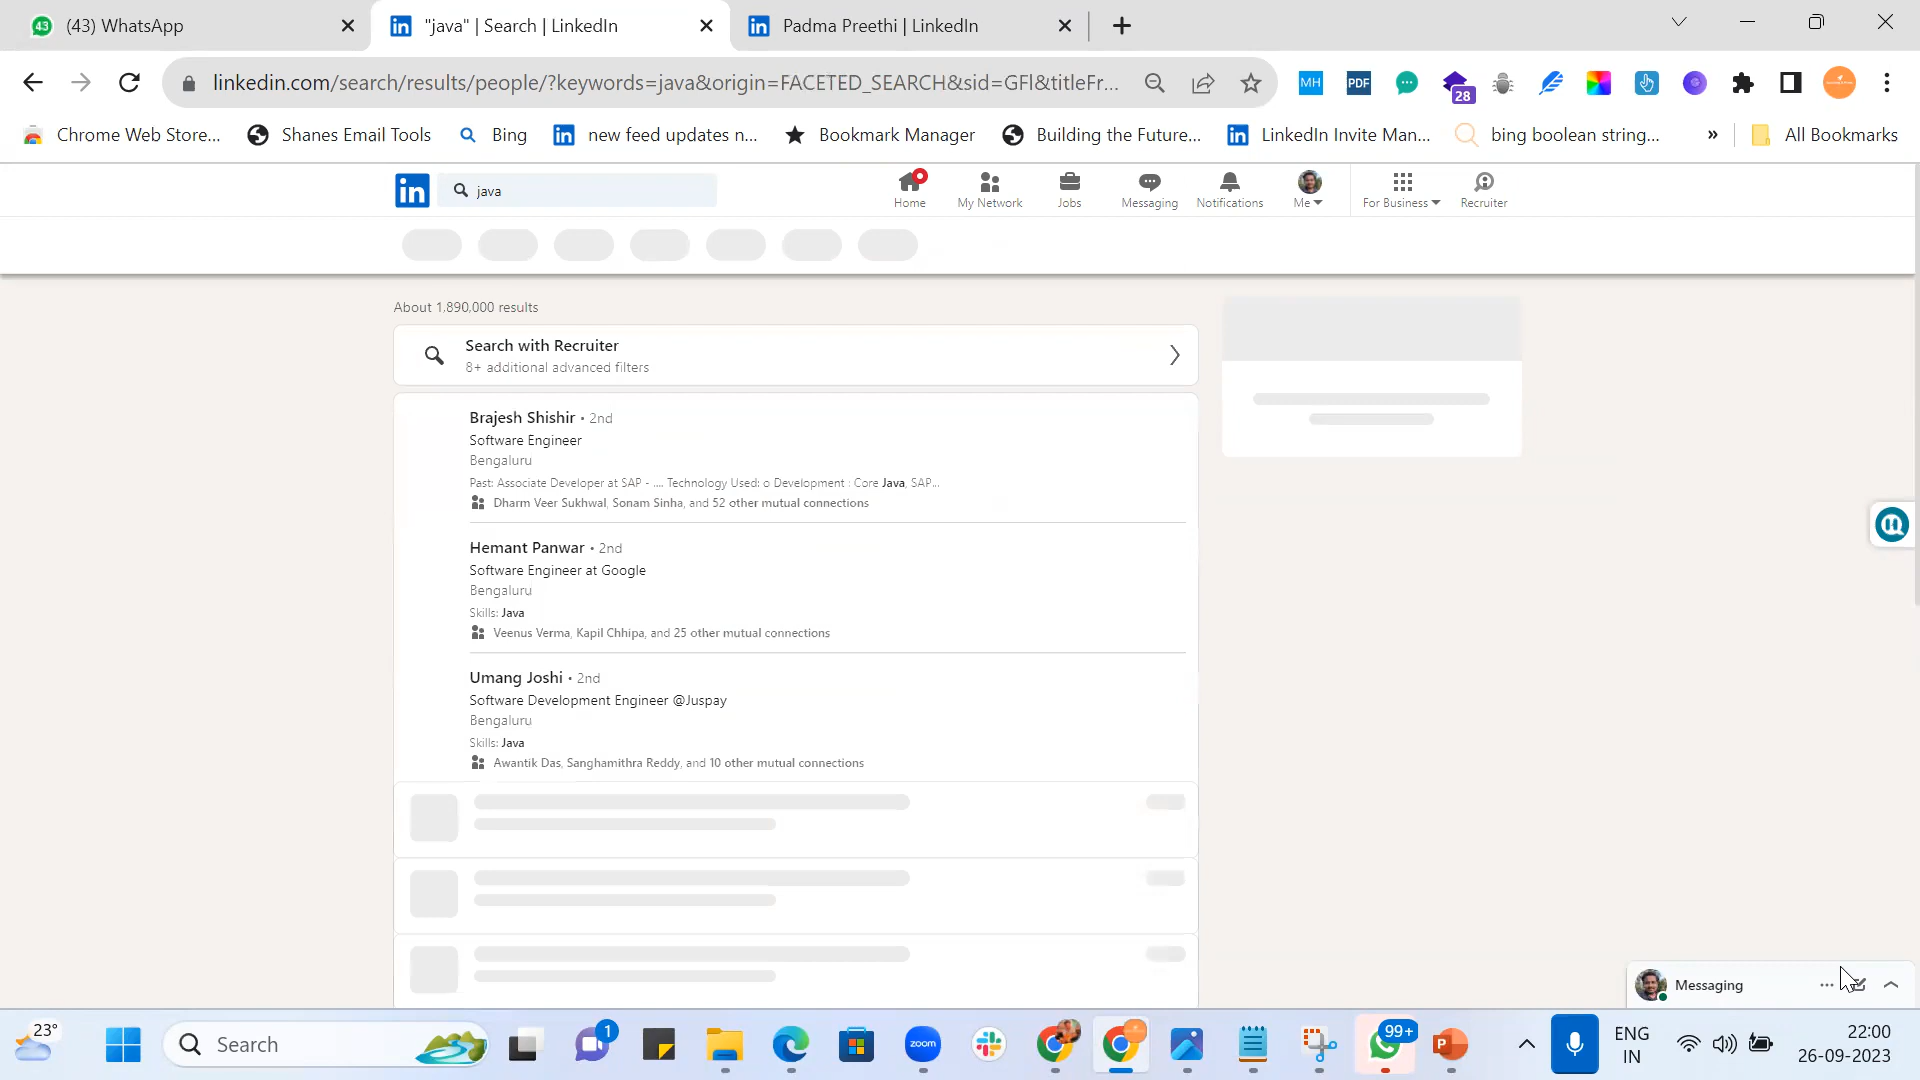 43
(43) WhatsApp
"java" | Search | LinkedIn
Padma Preethi | LinkedIn
linkedin.com/search/results/people/?keywords=java&origin=FACETED_SEARCH&sid=GFl&titleFr...
MH
PDF
28
Chrome Web Store...
Shanes Email Tools
Bing
new feed updates n...
Bookmark Manager
Building the Future...
LinkedIn Invite Man...
bing boolean string...
»
All Bookmarks
in
java
Home
My Network
Jobs
Messaging
Notifications
Me
For Business
Recruiter
About 1,890,000 results
Search with Recruiter
8+ additional advanced filters
Brajesh Shishir • 2nd
Software Engineer
Bengaluru
Past: Associate Developer at SAP - .... Technology Used: o Development : Core Java, SAP...
Dharm Veer Sukhwal, Sonam Sinha, and 52 other mutual connections
Hemant Panwar • 2nd
Software Engineer at Google
Bengaluru
Skills: Java
Veenus Verma, Kapil Chhipa, and 25 other mutual connections
Umang Joshi • 2nd
Software Development Engineer @Juspay
Bengaluru
Skills: Java
Awantik Das, Sanghamithra Reddy, and 10 other mutual connections
Messaging
23°
Search
1
zoom
99+
P
ENG
IN
22:00
26-09-2023